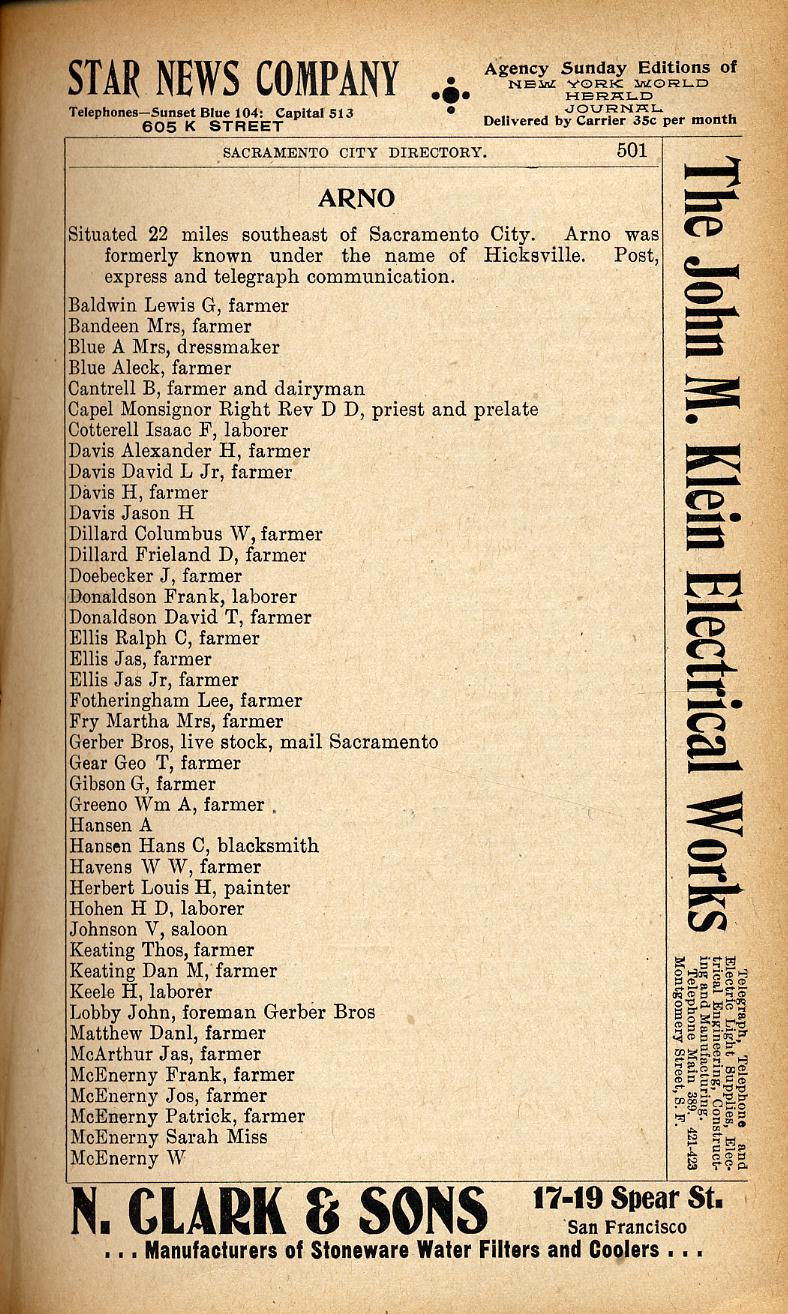 STAR NEWS COMPANY
Telephones—Sunset Blue 104: Capital 513
605 K STREET
Agency Sunday Editions of
NEW YORK WORLD
HERALD
JOURNAL
Delivered by Carrier 35c per month
SACRAMENTO CITY DIRECTORY. 501
ARNO
Situated 22 miles southeast of Sacramento City. Arno was
formerly known under the name of Hicksville. Post,
express and telegraph communication.
Baldwin Lewis G, farmer
Bandeen Mrs, farmer
Blue A Mrs, dressmaker
Blue Aleck, farmer
Cantrell B, farmer and dairyman
Capel Monsignor Right Rev D D, priest and prelate
Cotterell Isaac F, laborer
Davis Alexander H, farmer
Davis David L Jr, farmer
Davis H, farmer
Davis Jason H
Dillard Columbus W, farmer
Dillard Frieland D, farmer
Doebecker J, farmer
Donaldson Frank, laborer
Donaldson David T, farmer
Ellis Ralph C, farmer
Ellis Jas, farmer
Ellis Jas Jr, farmer
Fotheringham Lee, farmer
Fry Martha Mrs, farmer
Gerber Bros, live stock, mail Sacramento
Gear Geo T, farmer
Gibson G, farmer
Greeno Wm A, farmer
Hansen A
Hansen Hans C, blacksmith
Havens W W, farmer
Herbert Louis H, painter
Hohen H D, laborer
Johnson V, saloon
Keating Thos, farmer
Keating Dan M, farmer
Keele H, laborer
Lobby John, foreman Gerber Bros
Matthew Danl, farmer
McArthur Jas, farmer
McEnerny Frank, farmer
McEnerny Jos, farmer
McEnerny Patrick, farmer
McEnerny Sarah Miss
McEnerny W
The John M. Klein Electrical Works
Telegraph, Telephone and
Electric Light Supplies, Elec-
trical Engineering, Construct-
ing and Manufacturing.
Telephone Main 389. 421-423
Montgomery Street, S. F.
N. CLARK & SONS
17-19 Spear St.
San Francisco
. . . Manufacturers of Stoneware Water Filters and Coolers . . .